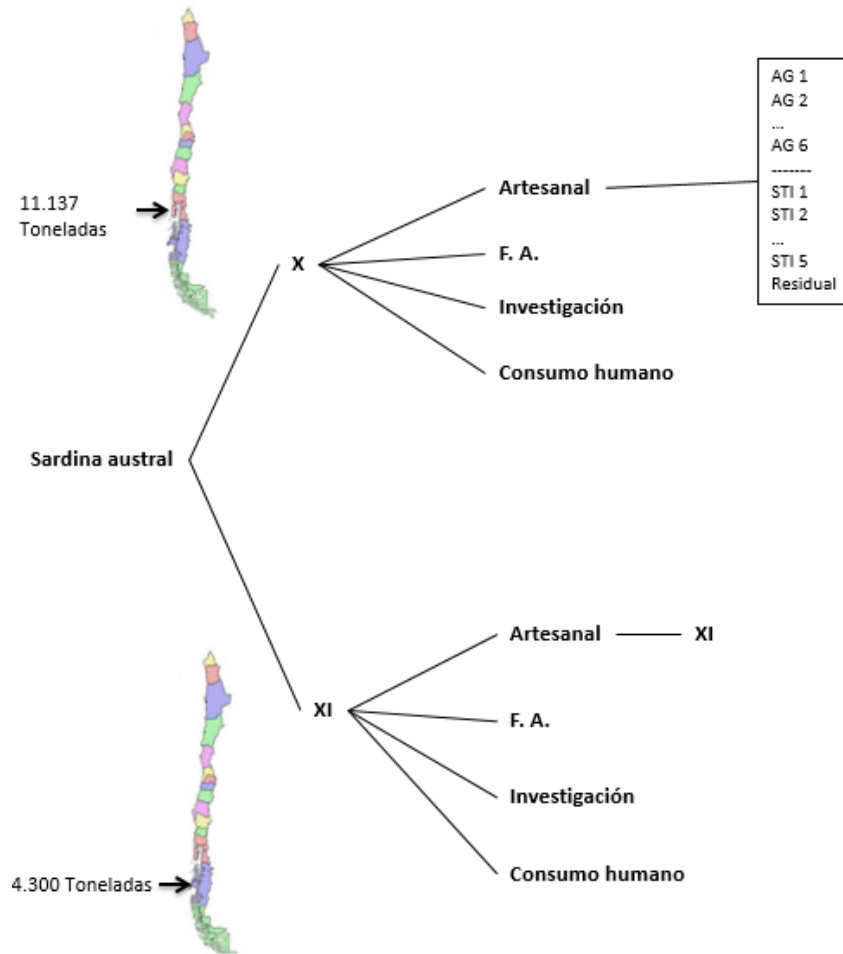 AG 1
AG 2
...
AG 6
-------
STI 1
STI 2
...
STI 5
Residual
Artesanal
11.137
Toneladas
F. A.
X
Investigación
Consumo humano
Sardina austral
Artesanal
XI
XI
F. A.
Investigación
Consumo humano
4.300 Toneladas